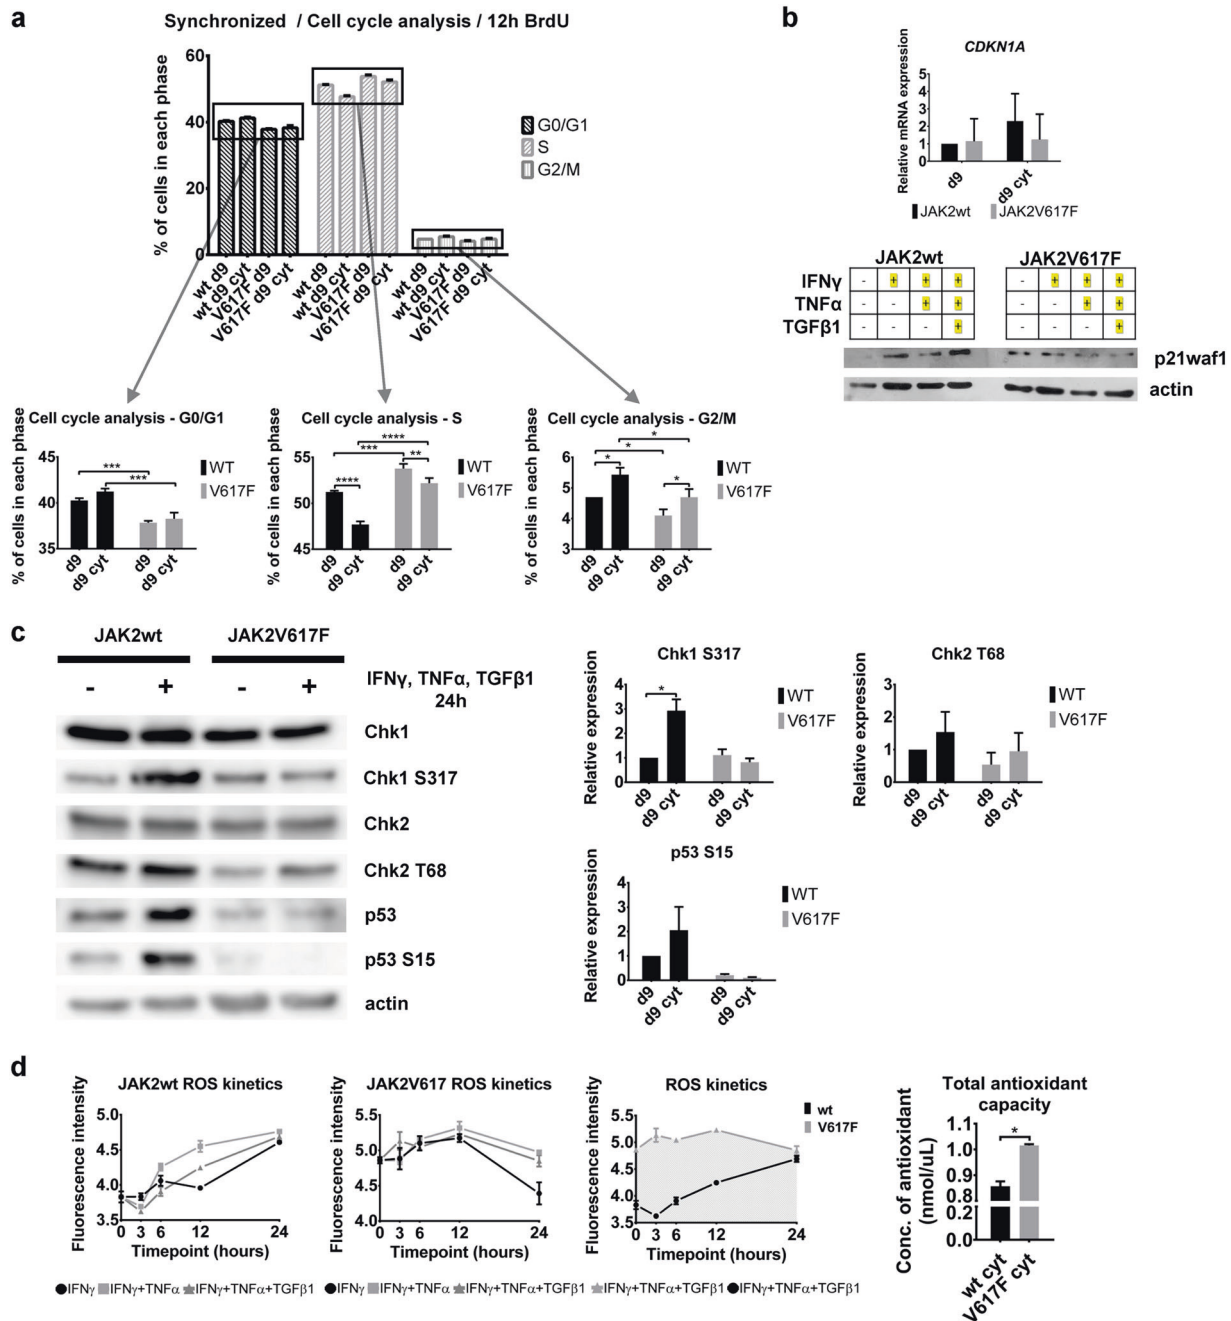 a
Synchronized / Cell cycle analysis / 12h BrdU
% of cells in each phase
60
40
20
0
wt d9
wt d9 cyt
V617F d9
V617F d9 cyt
wt d9
wt d9 cyt
V617F d9
V617F d9 cyt
wt d9
wt d9 cyt
V617F d9
V617F d9 cyt
G0/G1
S
G2/M
Cell cycle analysis - G0/G1
% of cells in each phase
45
40
35
***
***
d9
d9 cyt
d9
d9 cyt
WT
V617F
Cell cycle analysis - S
% of cells in each phase
55
50
45
****
***
**
****
d9
d9 cyt
d9
d9 cyt
WT
V617F
Cell cycle analysis - G2/M
% of cells in each phase
6
5
4
3
*
*
*
*
d9
d9 cyt
d9
d9 cyt
WT
V617F
b
CDKN1A
Relative mRNA expression
5
4
3
2
1
0
d9
d9 cyt
JAK2wt JAK2V617F
JAK2wt JAK2V617F
IFNγ - + + + - + + +
TNFα - - + + - - + +
TGFβ1 - - - + - - - +
p21waf1
actin
c
JAK2wt JAK2V617F
- + - + IFNγ, TNFα, TGFβ1
24h
Chk1
Chk1 S317
Chk2
Chk2 T68
p53
p53 S15
actin
Chk1 S317
Relative expression
4
3
2
1
0
*
d9
d9 cyt
d9
d9 cyt
WT
V617F
Chk2 T68
Relative expression
3
2
1
0
d9
d9 cyt
d9
d9 cyt
WT
V617F
p53 S15
Relative expression
4
3
2
1
0
d9
d9 cyt
d9
d9 cyt
WT
V617F
d
JAK2wt ROS kinetics
Fluorescence intensity
5.0
4.5
4.0
3.5
0 3 6 12 24
Timepoint (hours)
IFNγ IFNγ+TNFα IFNγ+TNFα+TGFβ1
JAK2V617 ROS kinetics
Fluorescence intensity
5.5
5.0
4.5
4.0
0 3 6 12 24
Timepoint (hours)
IFNγ IFNγ+TNFα IFNγ+TNFα+TGFβ1
ROS kinetics
Fluorescence intensity
5.5
5.0
4.5
4.0
3.5
0 3 6 12 24
Timepoint (hours)
wt
V617F
IFNγ+TNFα+TGFβ1 IFNγ+TNFα+TGFβ1
Total antioxidant
capacity
Conc. of antioxidant
(nmol/uL)
1.1
1.0
0.9
0.8
0.2
0.0
*
wt cyt
V617F cyt